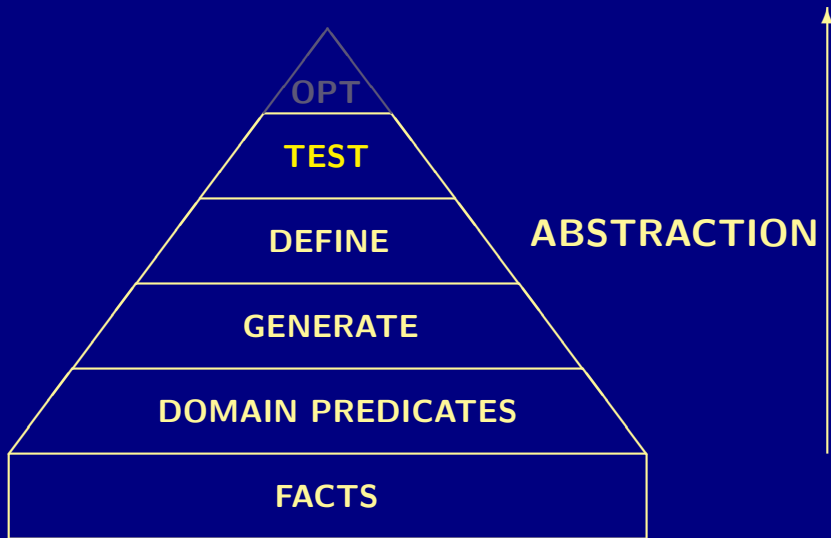 OPT
TEST
DEFINE
ABSTRACTION
GENERATE
DOMAIN PREDICATES
FACTS